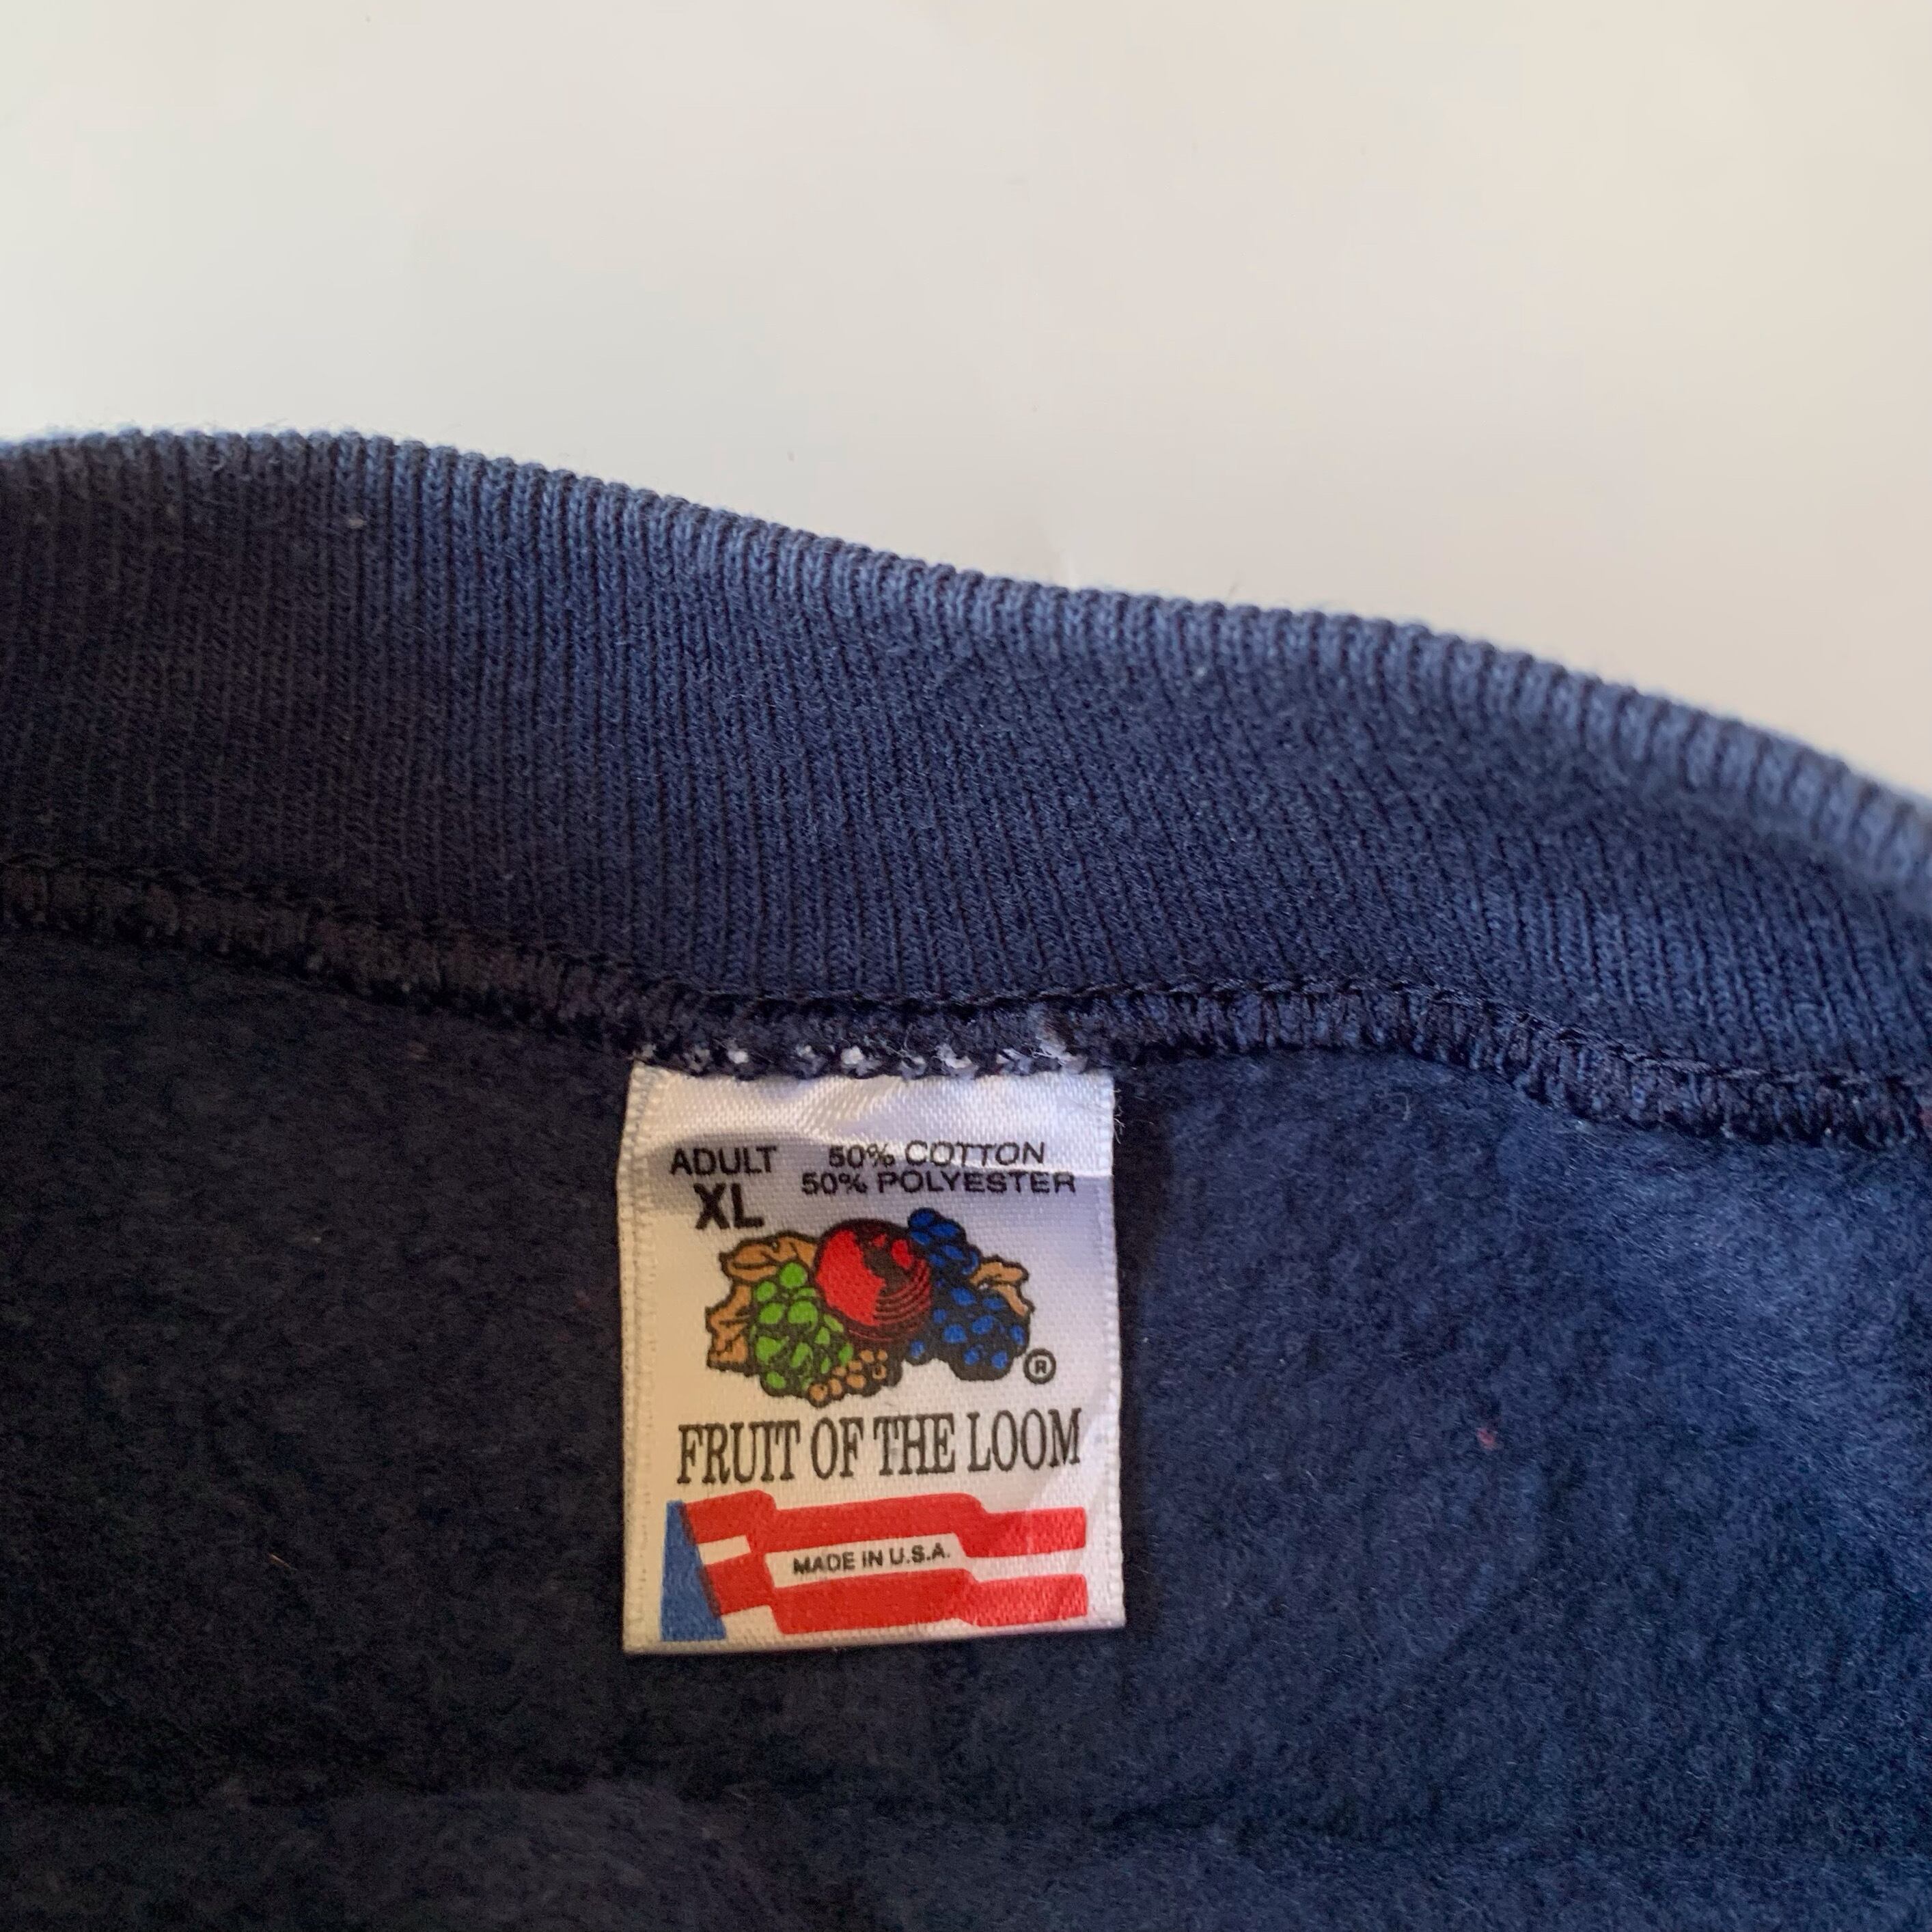 ADULT
XL
50% COTTON
50% POLYESTER
®
FRUIT OF THE LOOM
MADE IN U.S.A.